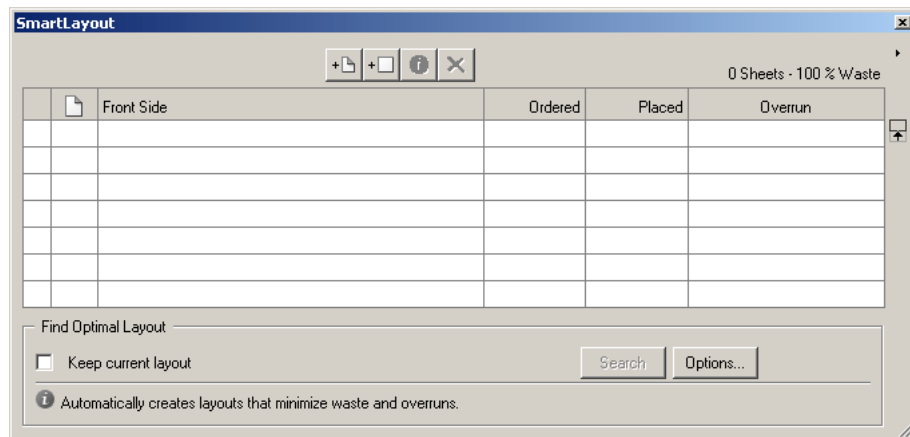 SmartLayout
0 Sheets - 100 % Waste
Front Side Ordered Placed Overrun
Find Optimal Layout
Keep current layout Search Options...
Automatically creates layouts that minimize waste and overruns.